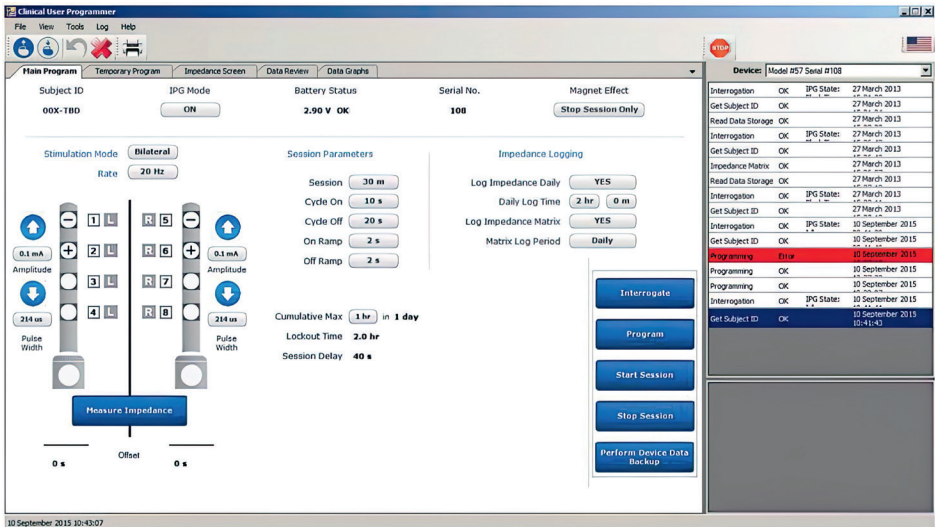 Clinical User Programmer
File View Tools Log Help
STOP
Main Program Temporary Program Impedance Screen Data Review Data Graphs
Device: Model #57 Serial #108
Subject ID IPG Mode Battery Status Serial No. Magnet Effect
00X-TBD ON 2.90 V OK 108 Stop Session Only
Stimulation Mode Bilateral
Rate 20 Hz
1 L R 5
2 L R 6
3 L R 7
4 L R 8
0.1 mA 0.1 mA
Amplitude Amplitude
214 us 214 us
Pulse Width Pulse Width
Measure Impedance
Offset
0 s 0 s
Session Parameters
Session 30 m
Cycle On 10 s
Cycle Off 20 s
On Ramp 2 s
Off Ramp 2 s
Cumulative Max 1 hr in 1 day
Lockout Time 2.0 hr
Session Delay 40 s
Impedance Logging
Log Impedance Daily YES
Daily Log Time 2 hr 0 m
Log Impedance Matrix YES
Matrix Log Period Daily
Interrogate
Program
Start Session
Stop Session
Perform Device Data Backup
Interrogation OK IPG State: 27 March 2013
Get Subject ID OK 27 March 2013
Read Data Storage OK 27 March 2013
Interrogation OK IPG State: 27 March 2013
Get Subject ID OK 27 March 2013
Impedance Matrix OK 27 March 2013
Read Data Storage OK 27 March 2013
Interrogation OK IPG State: 27 March 2013
Get Subject ID OK 27 March 2013
Interrogation OK IPG State: 10 September 2015
Get Subject ID OK 10 September 2015
Programming Error 10 September 2015
Programming OK 10 September 2015
Programming OK 10 September 2015
Interrogation OK IPG State: 10 September 2015
Get Subject ID OK 10 September 2015
10:41:43
10 September 2015 10:43:07